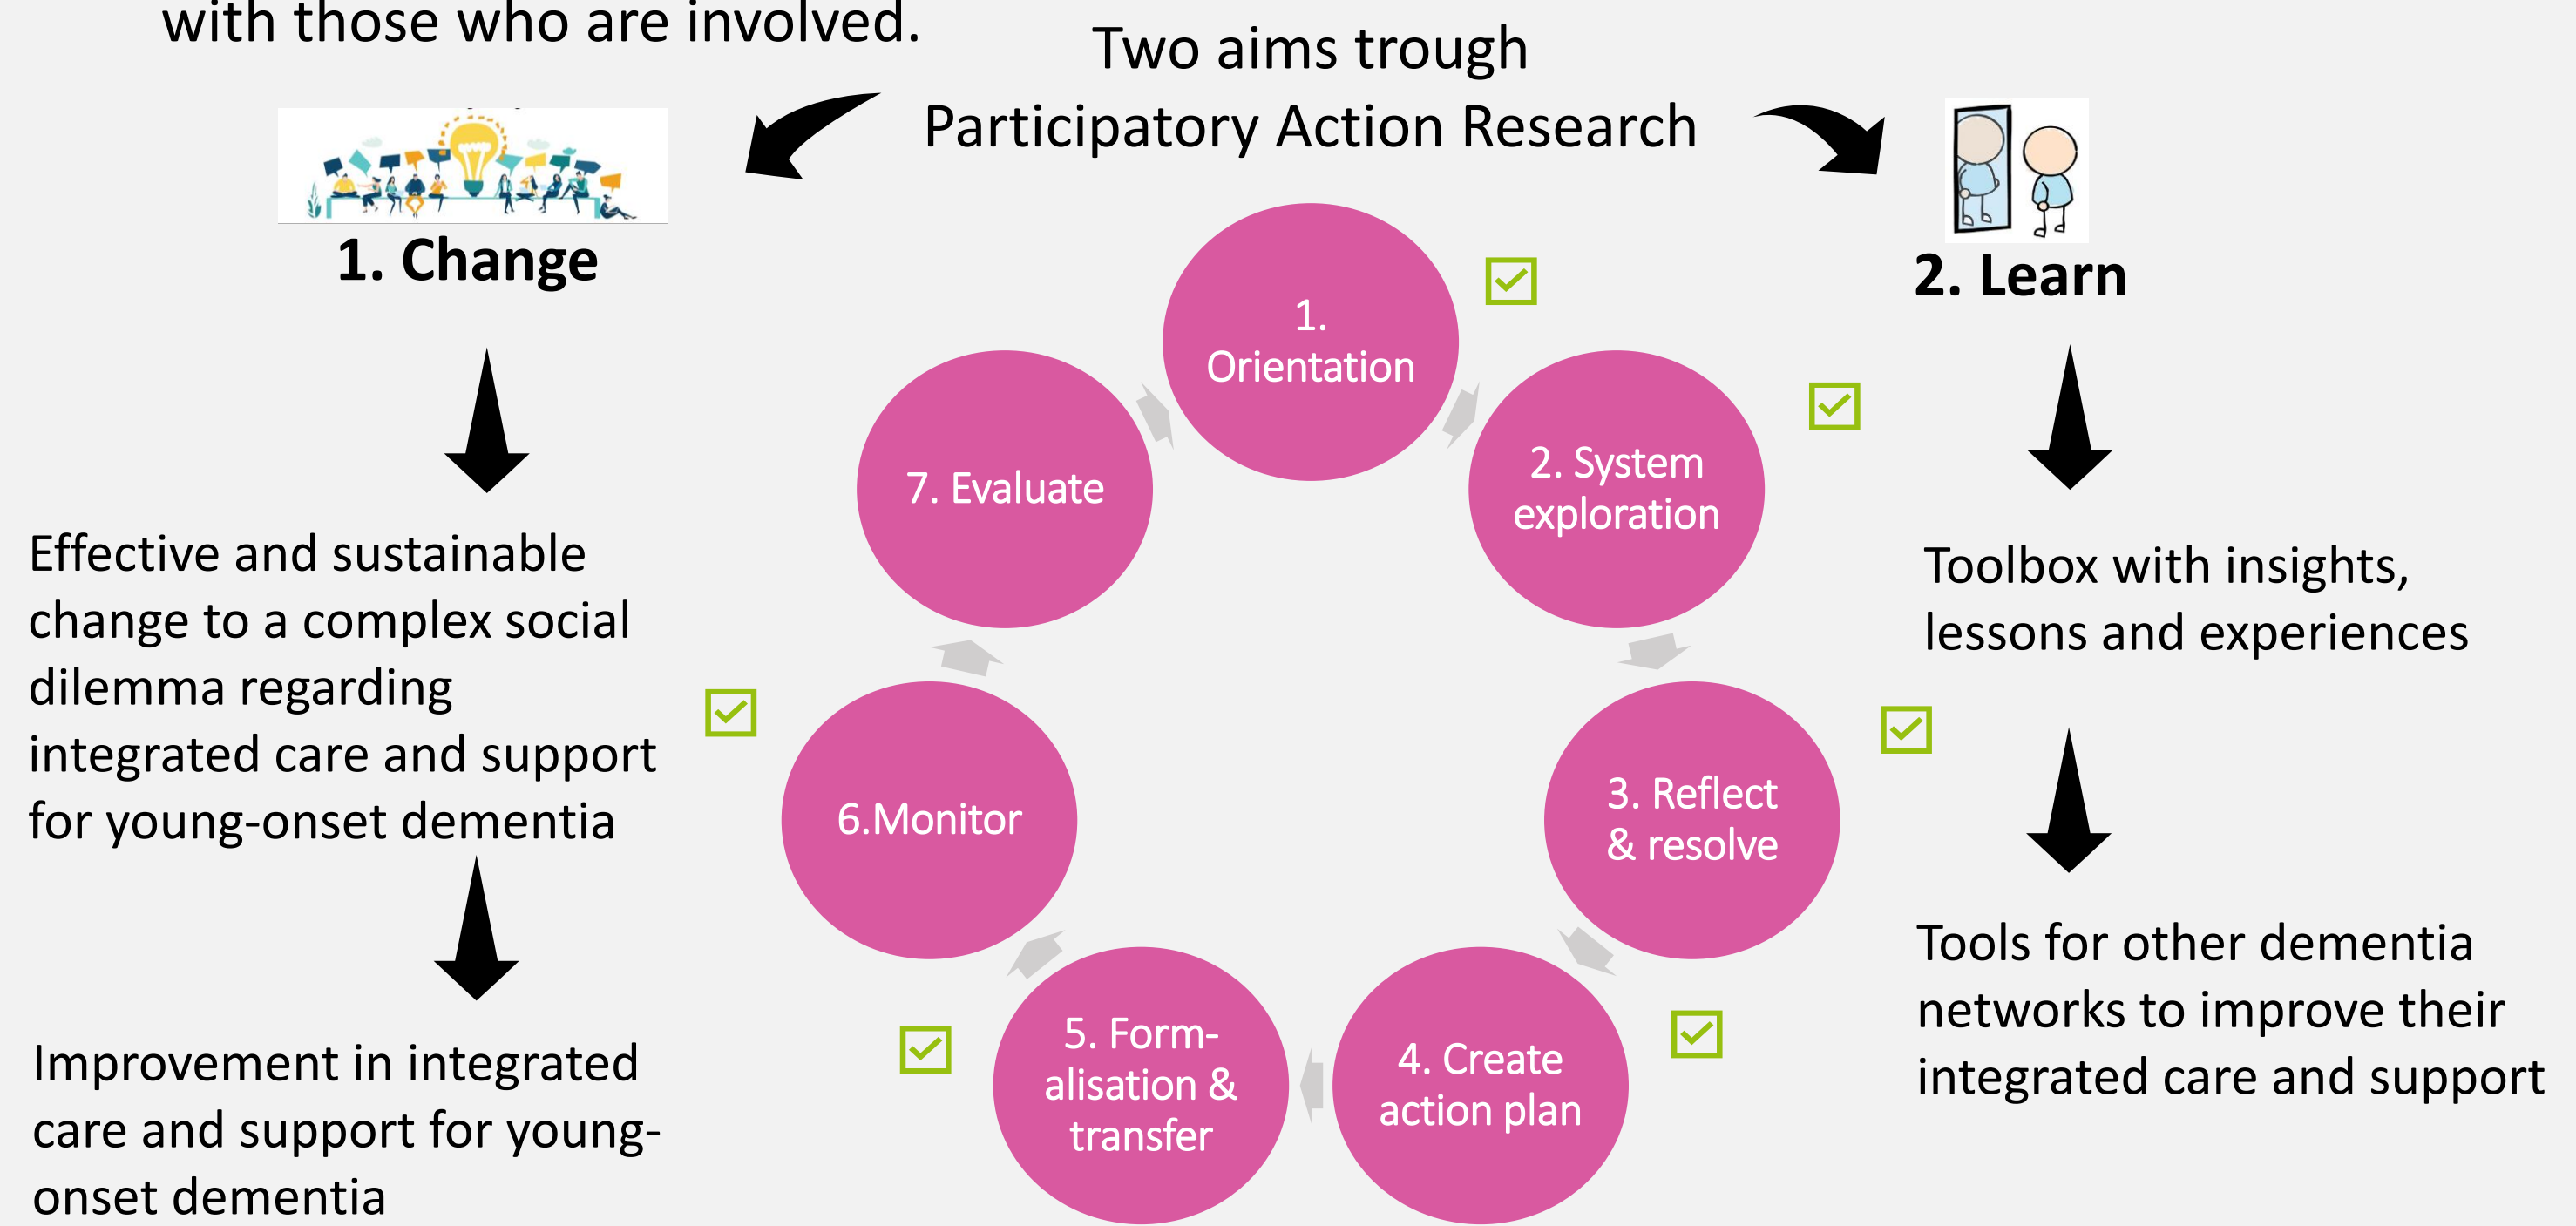 with those who are involved.
Two aims trough
Participatory Action Research
1. Change
Effective and sustainable
change to a complex social
dilemma regarding
integrated care and support
for young-onset dementia
Improvement in integrated
care and support for young-
onset dementia
1.
Orientation
2. System
exploration
3. Reflect
& resolve
4. Create
action plan
5. Form-
alisation &
transfer
6.Monitor
7. Evaluate
2. Learn
Toolbox with insights,
lessons and experiences
Tools for other dementia
networks to improve their
integrated care and support